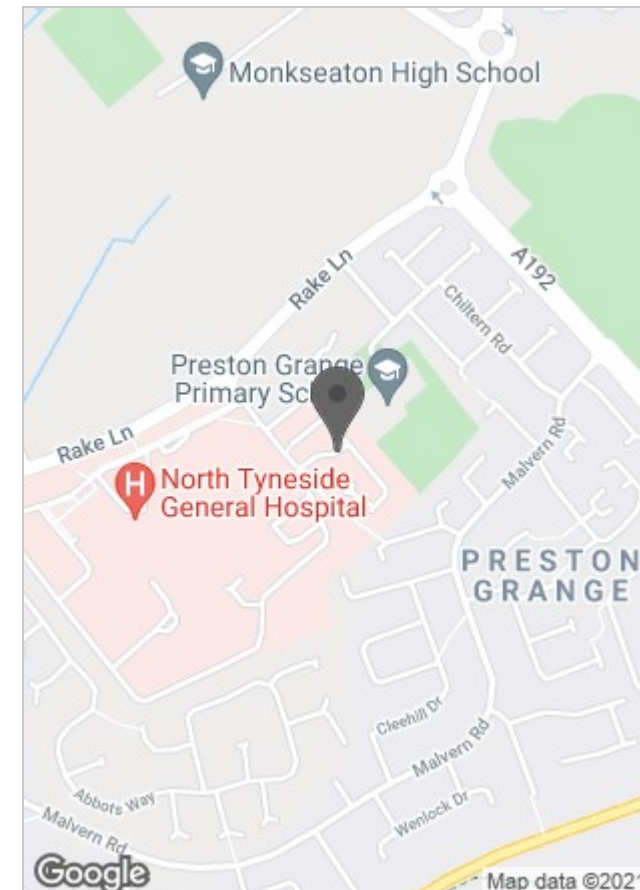 Monkseaton High School
Rake Ln
A192
Chiltern Rd
Preston Grange
Primary
Rake Ln
Malvern Rd
H
North Tyneside
General Hospital
PRESTON
GRANGE
Cleehill Dr
Malvern Rd
Abbots Way
Wenlock Dr
Malvern Rd
Google
Map data ©202